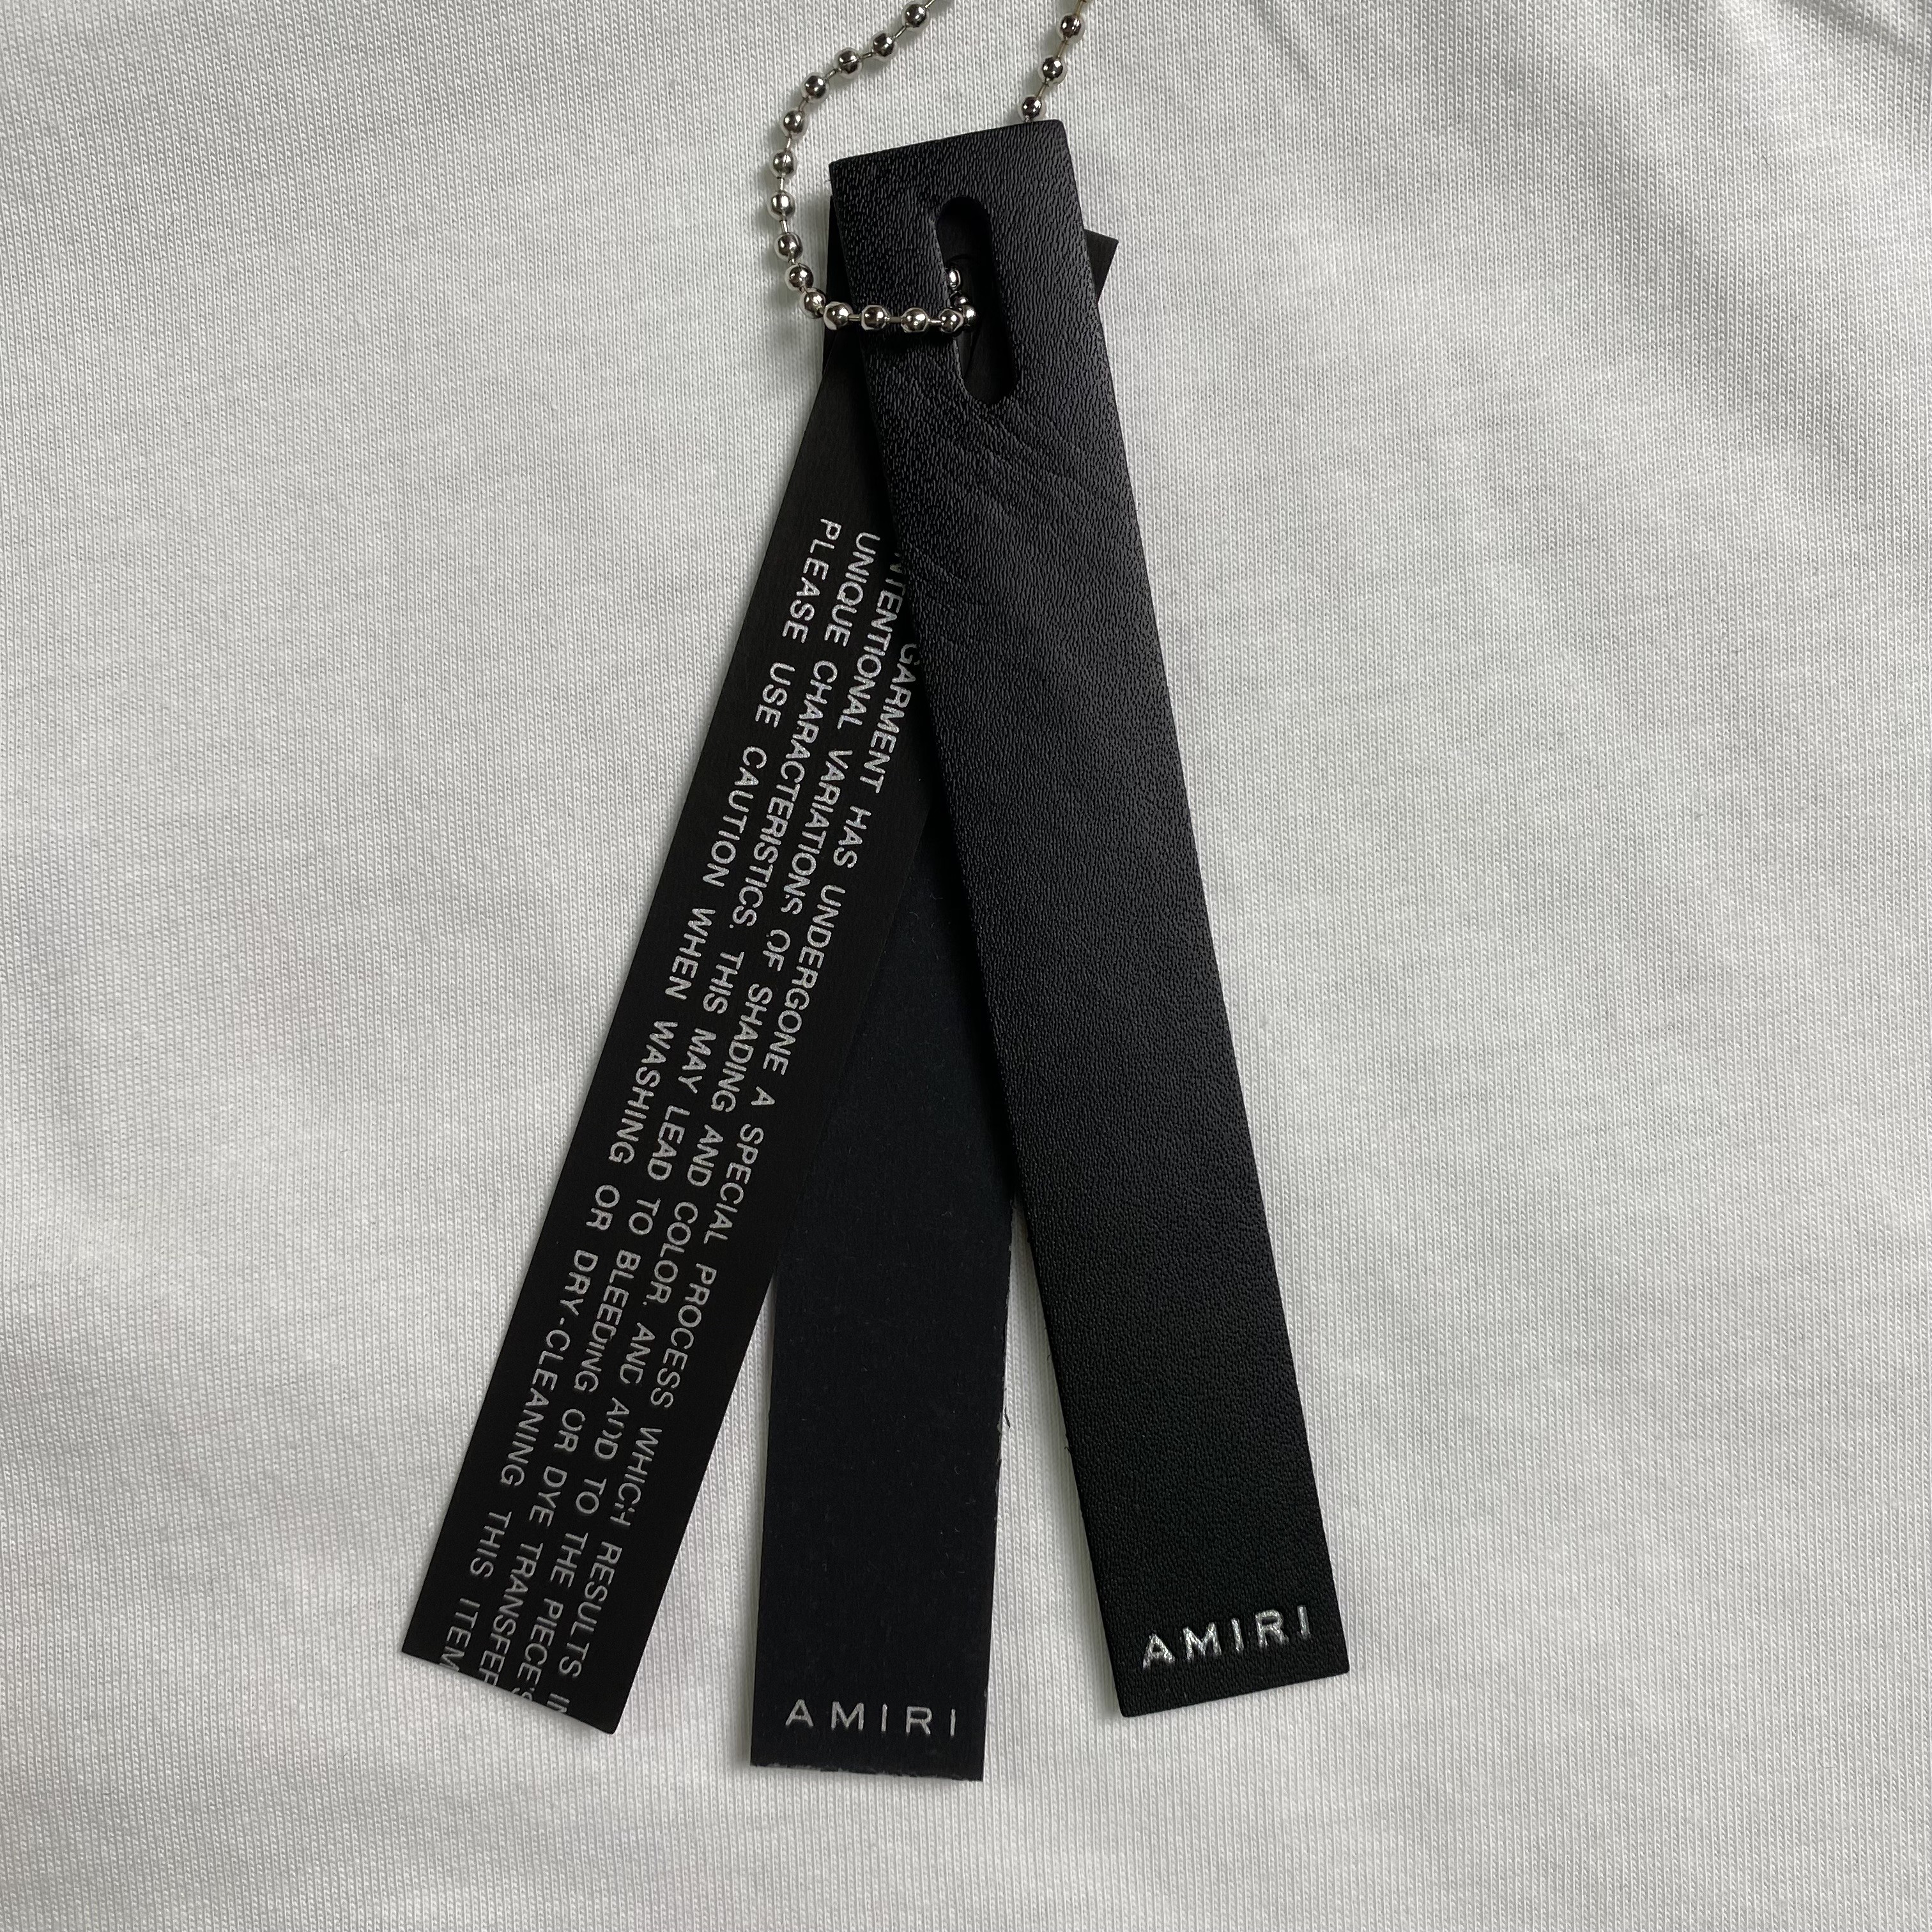 GARMENT HAS UNDERGONE A SPECIAL PROCESS WHICH RESULTS IN
INTENTIONAL VARIATIONS OF SHADING AND COLOR. AND ADD TO THE PIECE'S
UNIQUE CHARACTERISTICS. THIS MAY LEAD TO BLEEDING OR DYE TRANSFER
PLEASE USE CAUTION WHEN WASHING OR DRY-CLEANING THIS ITEM
AMIRI
AMIRI